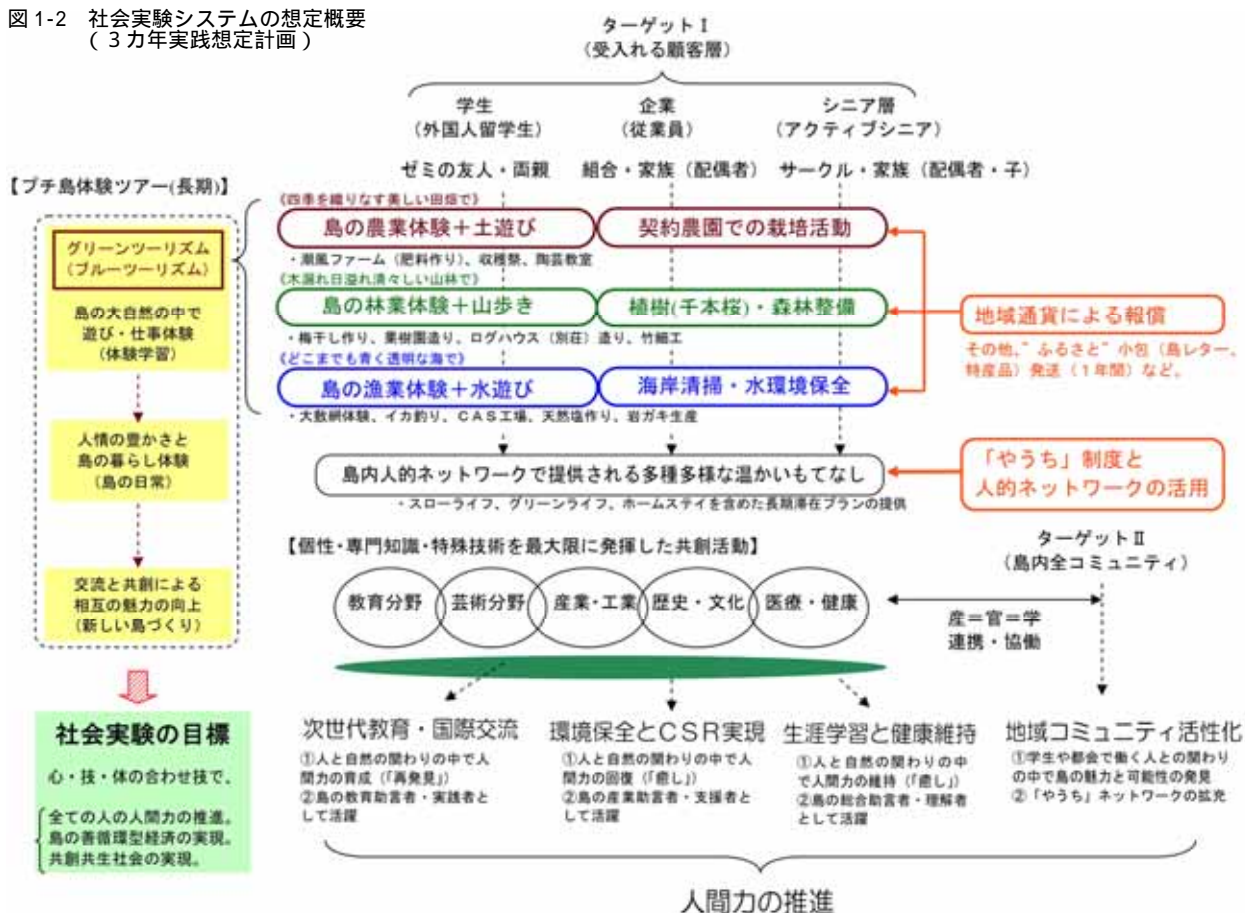 図 1-2 社会実験システムの想定概要
(3カ年実践想定計画)
ターゲットⅠ
(受入れる顧客層)
学生
(外国人留学生)
企業
(従業員)
シニア層
(アクティブシニア)
ゼミの友人・両親
組合・家族(配偶者)
サークル・家族(配偶者・子)
【プチ島体験ツアー(長期)】
グリーンツーリズム
(ブルーツーリズム)
島の大自然の中で
遊び・仕事体験
(体験学習)
人情の豊かさと
島の暮らし体験
(島の日常)
交流と共創による
相互の魅力の向上
(新しい島づくり)
《四季を織りなす美しい田畑で》
島の農業体験+土遊び
契約農園での栽培活動
・潮風ファーム(肥料作り)、収穫祭、陶芸教室
《木漏れ日溢れ清々しい山林で》
島の林業体験+山歩き
植樹(千本桜)・森林整備
・梅干し作り、果樹園造り、ログハウス(別荘)造り、竹細工
《どこまでも青く透明な海で》
島の漁業体験+水遊び
海岸清掃・水環境保全
・大敷網体験、イカ釣り、CAS工場、天然塩作り、岩ガキ生産
地域通貨による報償
その他、"ふるさと"小包(島レター、
特産品)発送(1年間)など。
島内人的ネットワークで提供される多種多様な温かいもてなし
・スローライフ、グリーンライフ、ホームステイを含めた長期滞在プランの提供
「やうち」制度と
人的ネットワークの活用
【個性・専門知識・特殊技術を最大限に発揮した共創活動】
教育分野
芸術分野
産業・工業
歴史・文化
医療・健康
ターゲットⅡ
(島内全コミュニティ)
産=官=学
連携・協働
社会実験の目標
心・技・体の合わせ技で、
全ての人の人間力の推進。
島の善循環型経済の実現。
共創共生社会の実現。
次世代教育・国際交流
①人と自然の関わりの中で人
間力の育成(「再発見」)
②島の教育助言者・実践者と
して活躍
環境保全とCSR実現
①人と自然の関わりの中で人
間力の回復(「癒し」)
②島の産業助言者・支援者と
して活躍
生涯学習と健康維持
①人と自然の関わりの中
で人間力の維持(「癒し」)
②島の総合助言者・理解者
として活躍
地域コミュニティ活性化
①学生や都会で働く人との関わり
の中で島の魅力と可能性の発見
②「やうち」ネットワークの拡充
人間力の推進